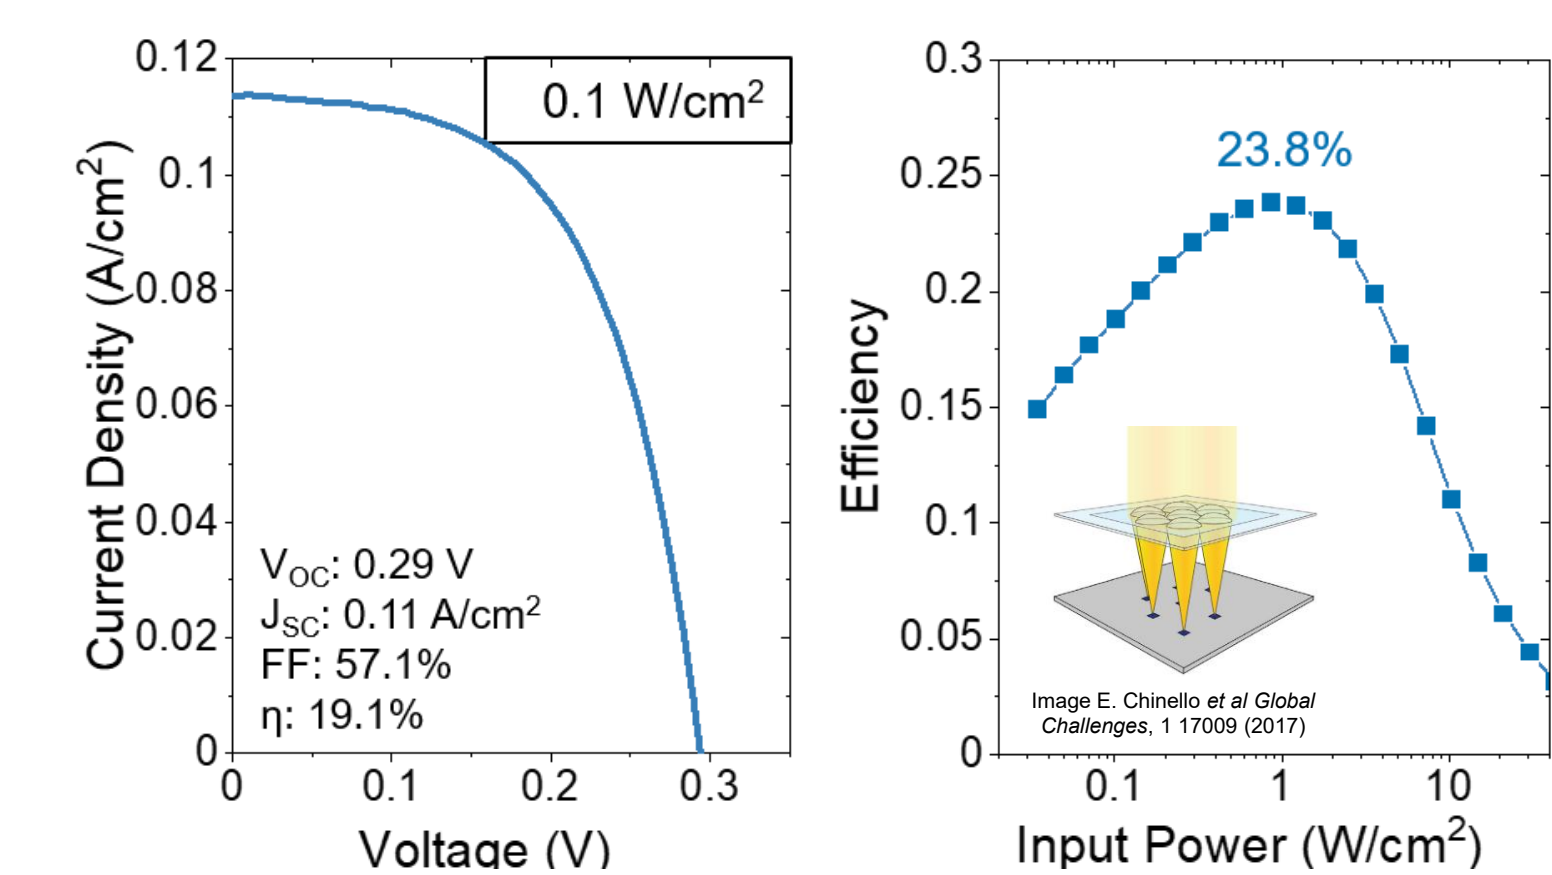 0.12
0.1
0.08
0.06
0.04
0.02
0
Current Density (A/cm²)
0.1 W/cm²
V_OC: 0.29 V
J_SC: 0.11 A/cm²
FF: 57.1%
η: 19.1%
0 0.1 0.2 0.3
Voltage (V)
0.3
0.25
0.2
0.15
0.1
0.05
0
Efficiency
23.8%
Image E. Chinello et al Global
Challenges, 1 17009 (2017)
0.1 1 10
Input Power (W/cm²)